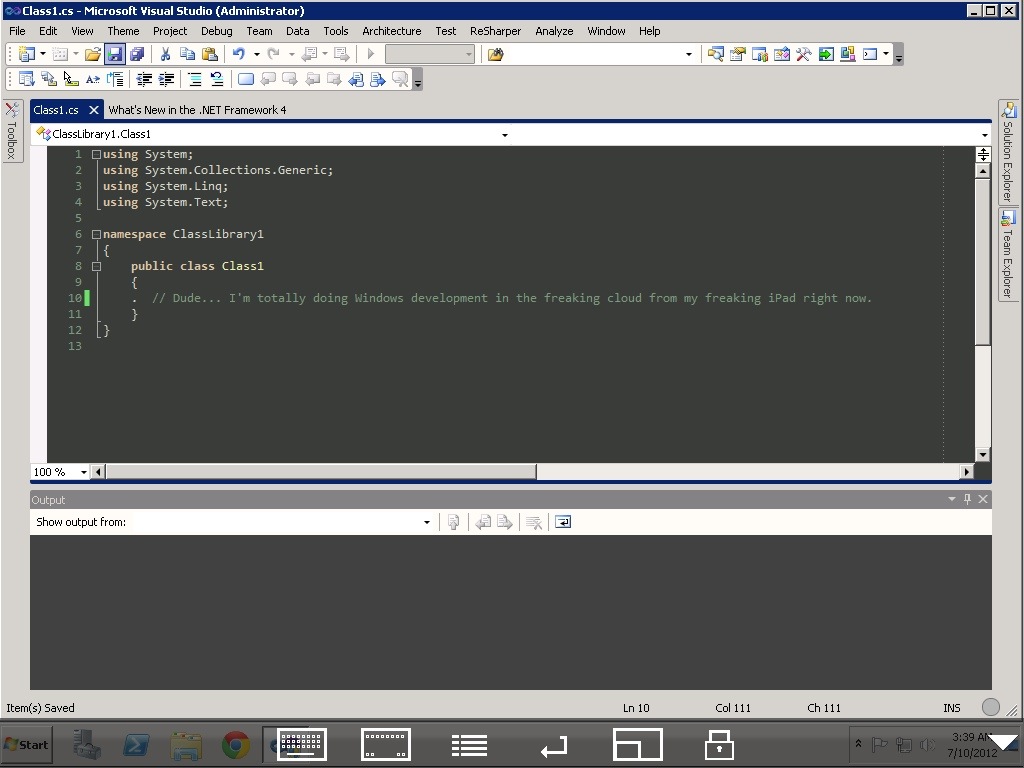 Class1.cs - Microsoft Visual Studio (Administrator)
File Edit View Theme Project Debug Team Data Tools Architecture Test ReSharper Analyze Window Help
Class1.cs What's New in the .NET Framework 4
Toolbox
ClassLibrary1.Class1
1 using System;
2 using System.Collections.Generic;
3 using System.Linq;
4 using System.Text;
5
6 namespace ClassLibrary1
7 {
8 public class Class1
9 {
10 . // Dude... I'm totally doing Windows development in the freaking cloud from my freaking iPad right now.
11 }
12 }
13
100 %
Solution Explorer
Team Explorer
Output
Show output from:
Item(s) Saved Ln 10 Col 111 Ch 111 INS
Start
3:39 AM
7/10/2012